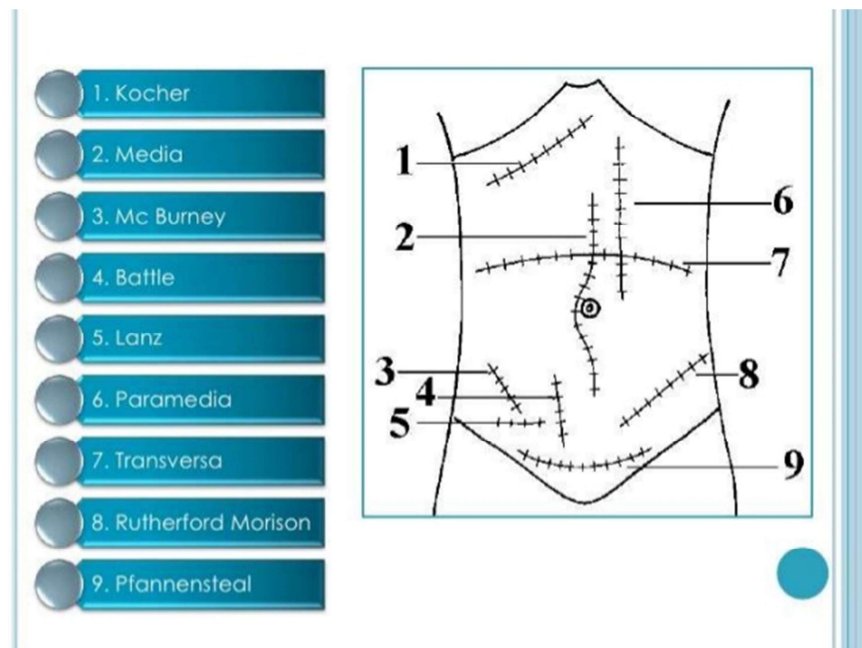 1. Kocher
2. Media
3. Mc Burney
4. Battle
5. Lanz
6. Paramedia
7. Transversa
8. Rutherford Morison
9. Pfannensteal
1
6
2
7
3
8
4
5
9